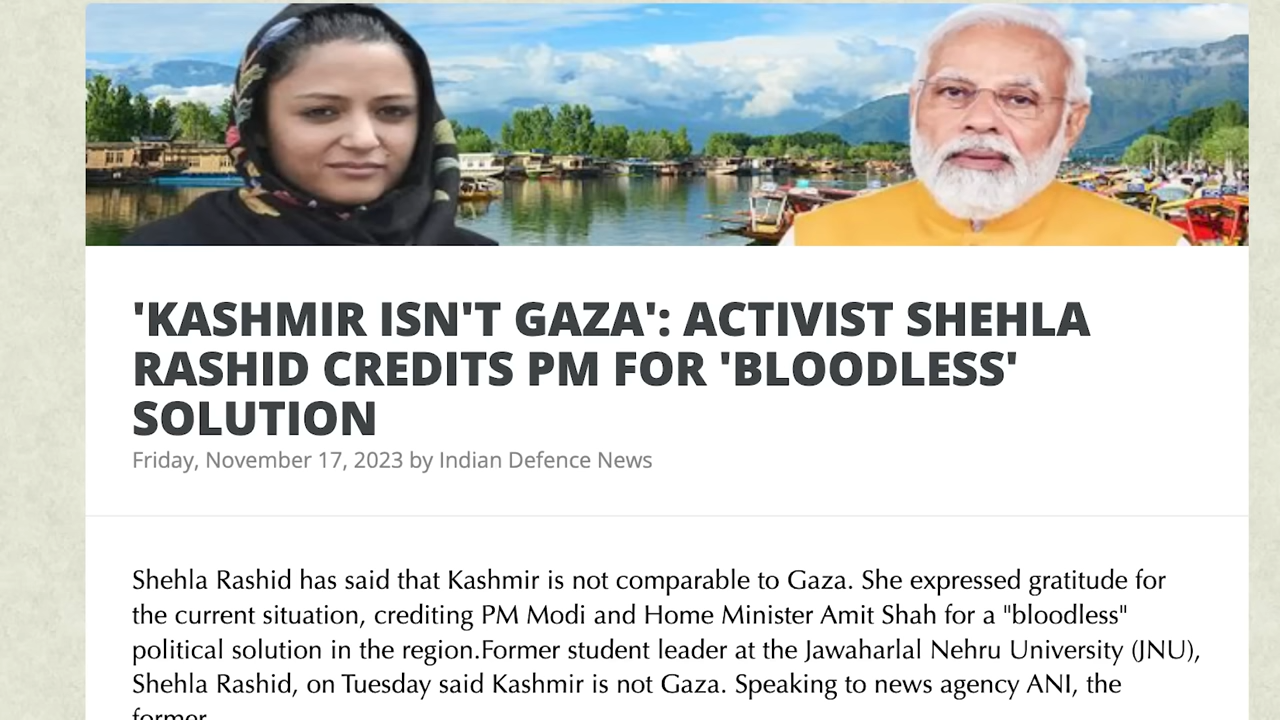 'KASHMIR ISN'T GAZA': ACTIVIST SHEHLA
RASHID CREDITS PM FOR 'BLOODLESS'
SOLUTION
Friday, November 17, 2023 by Indian Defence News
Shehla Rashid has said that Kashmir is not comparable to Gaza. She expressed gratitude for
the current situation, crediting PM Modi and Home Minister Amit Shah for a "bloodless"
political solution in the region.Former student leader at the Jawaharlal Nehru University (JNU),
Shehla Rashid, on Tuesday said Kashmir is not Gaza. Speaking to news agency ANI, the
former